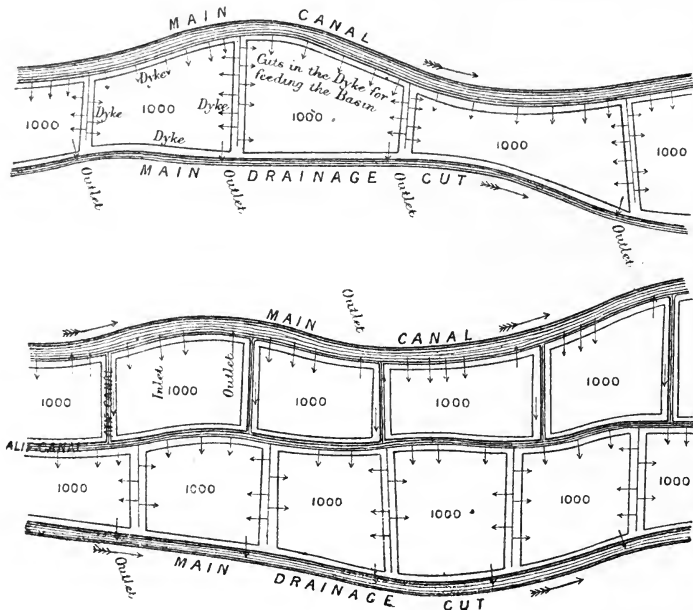 MAIN CANAL
Cuts in the Dyke for
feeding the Basin
Dyke
1000
Dyke
1000
Dyke
1000
1000
1000
Dyke
MAIN DRAINAGE CUT
Outlet
Outlet
Outlet
Outlet
MAIN CANAL
Outlet
1000
Inlet
1000
Outlet
1000
1000
1000
CANAL
1000
1000
1000
1000
1000
1000
Outlet
MAIN DRAINAGE CUT